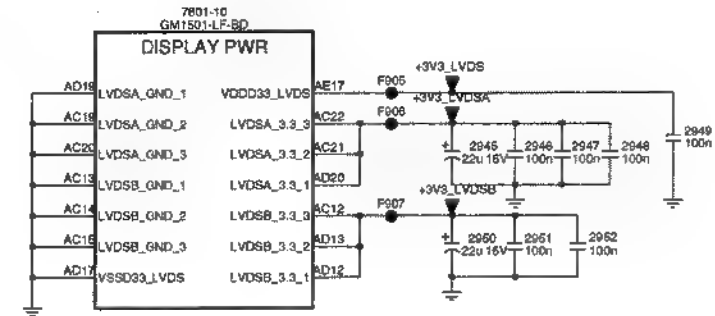 7601-10
GM1501-LF-BD
DISPLAY PWR
AD19 LVDSA_GND_1 VDDD33_LVDS AE17 F905 +3V3_LVDS
AC19 LVDSA_GND_2 LVDSA_3.3_3 AC22 F906 +3V3_LVDSA
AC20 LVDSA_GND_3 LVDSA_3.3_2 AC21
AC13 LVDSB_GND_1 LVDSA_3.3_1 AD20
AC14 LVDSB_GND_2 LVDSB_3.3_3 AC12 F907 +3V3_LVDSB
AC15 LVDSB_GND_3 LVDSB_3.3_2 AD13
AD17 VSSD33_LVDS LVDSB_3.3_1 AD12
2949
100n
2945 2946 2947 2948
22u 16V 100n 100n 100n
2950 2951 2952
22u 16V 100n 100n